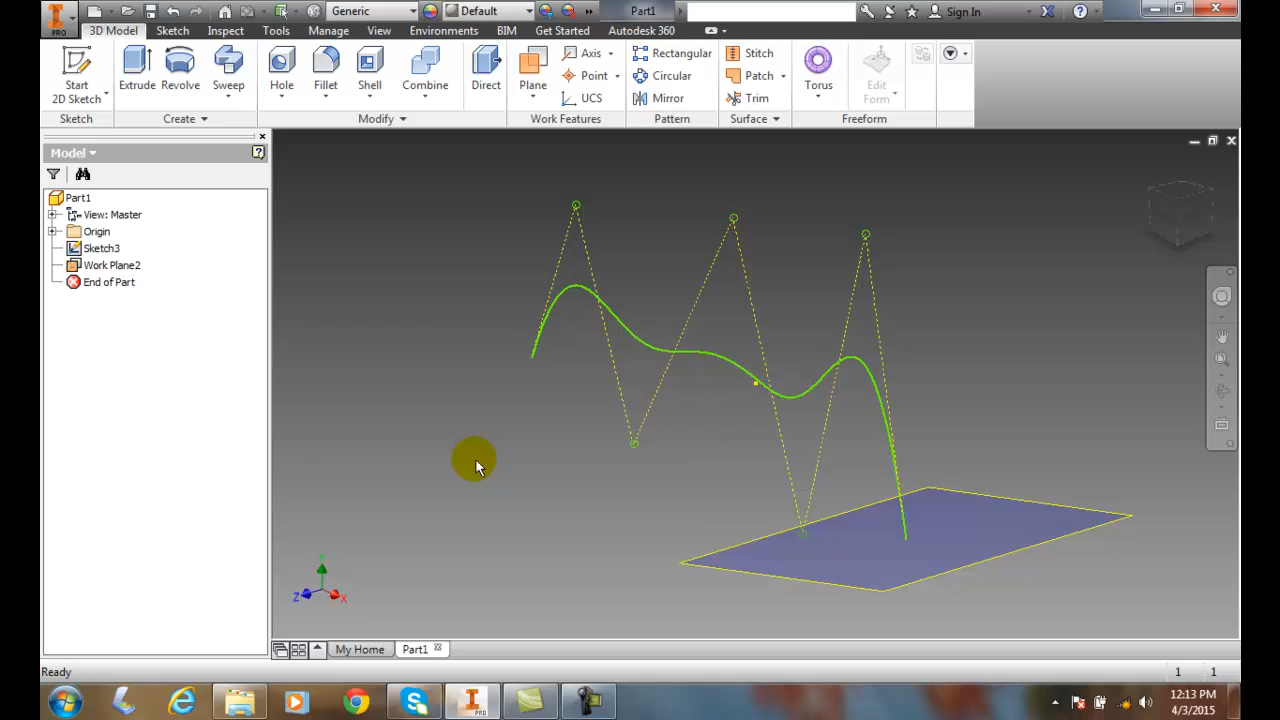 Generic
Default
Part1
Sign In
PRO
3D Model Sketch Inspect Tools Manage View Environments BIM Get Started Autodesk 360
Start
2D Sketch
Extrude Revolve Sweep
Hole Fillet Shell Combine
Direct
Plane
Axis
Point
UCS
Rectangular
Circular
Mirror
Stitch
Patch
Trim
Torus
Edit
Form
Sketch Create Modify Work Features Pattern Surface Freeform
Model
Part1
View: Master
Origin
Sketch3
Work Plane2
End of Part
Y
Z
X
My Home Part1
Ready
1 1
PRO
12:13 PM
4/3/2015